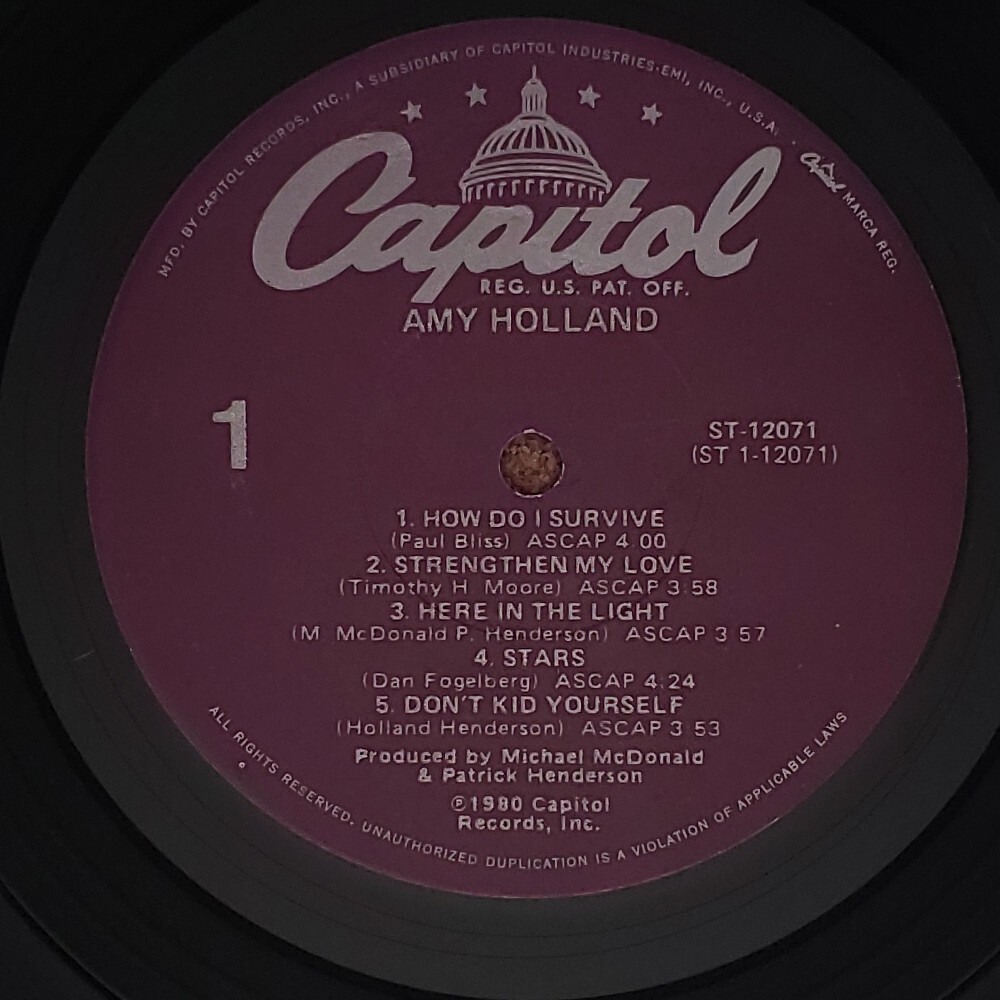 MFD. BY CAPITOL RECORDS, INC., A SUBSIDIARY OF CAPITOL INDUSTRIES-EMI, INC., U.S.A.
Capitol MARCA REG.
Capitol
REG. U.S. PAT. OFF.
AMY HOLLAND
1
ST-12071
(ST 1-12071)
1. HOW DO I SURVIVE
(Paul Bliss) ASCAP 4:00
2. STRENGTHEN MY LOVE
(Timothy H. Moore) ASCAP 3:58
3. HERE IN THE LIGHT
(M. McDonald P. Henderson) ASCAP 3:57
4. STARS
(Dan Fogelberg) ASCAP 4:24
5. DON'T KID YOURSELF
(Holland Henderson) ASCAP 3:53
Produced by Michael McDonald
& Patrick Henderson
℗1980 Capitol
Records, Inc.
ALL RIGHTS RESERVED. UNAUTHORIZED DUPLICATION IS A VIOLATION OF APPLICABLE LAWS